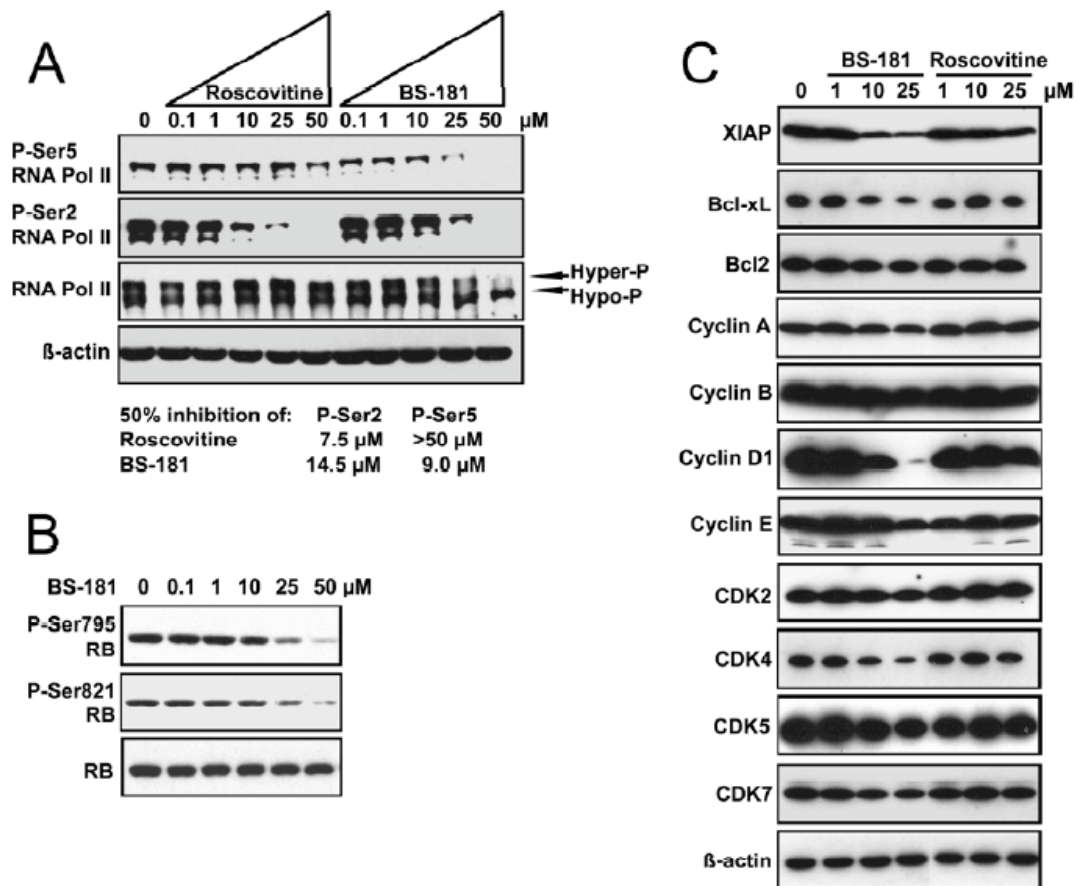 A
Roscovitine BS-181
0 0.1 1 10 25 50 0.1 1 10 25 50 µM
P-Ser5
RNA Pol II
P-Ser2
RNA Pol II
RNA Pol II
Hyper-P
Hypo-P
ß-actin
50% inhibition of: P-Ser2 P-Ser5
Roscovitine 7.5 µM >50 µM
BS-181 14.5 µM 9.0 µM
B
BS-181 0 0.1 1 10 25 50 µM
P-Ser795
RB
P-Ser821
RB
RB
C
BS-181 Roscovitine
0 1 10 25 1 10 25 µM
XIAP
Bcl-xL
Bcl2
Cyclin A
Cyclin B
Cyclin D1
Cyclin E
CDK2
CDK4
CDK5
CDK7
ß-actin